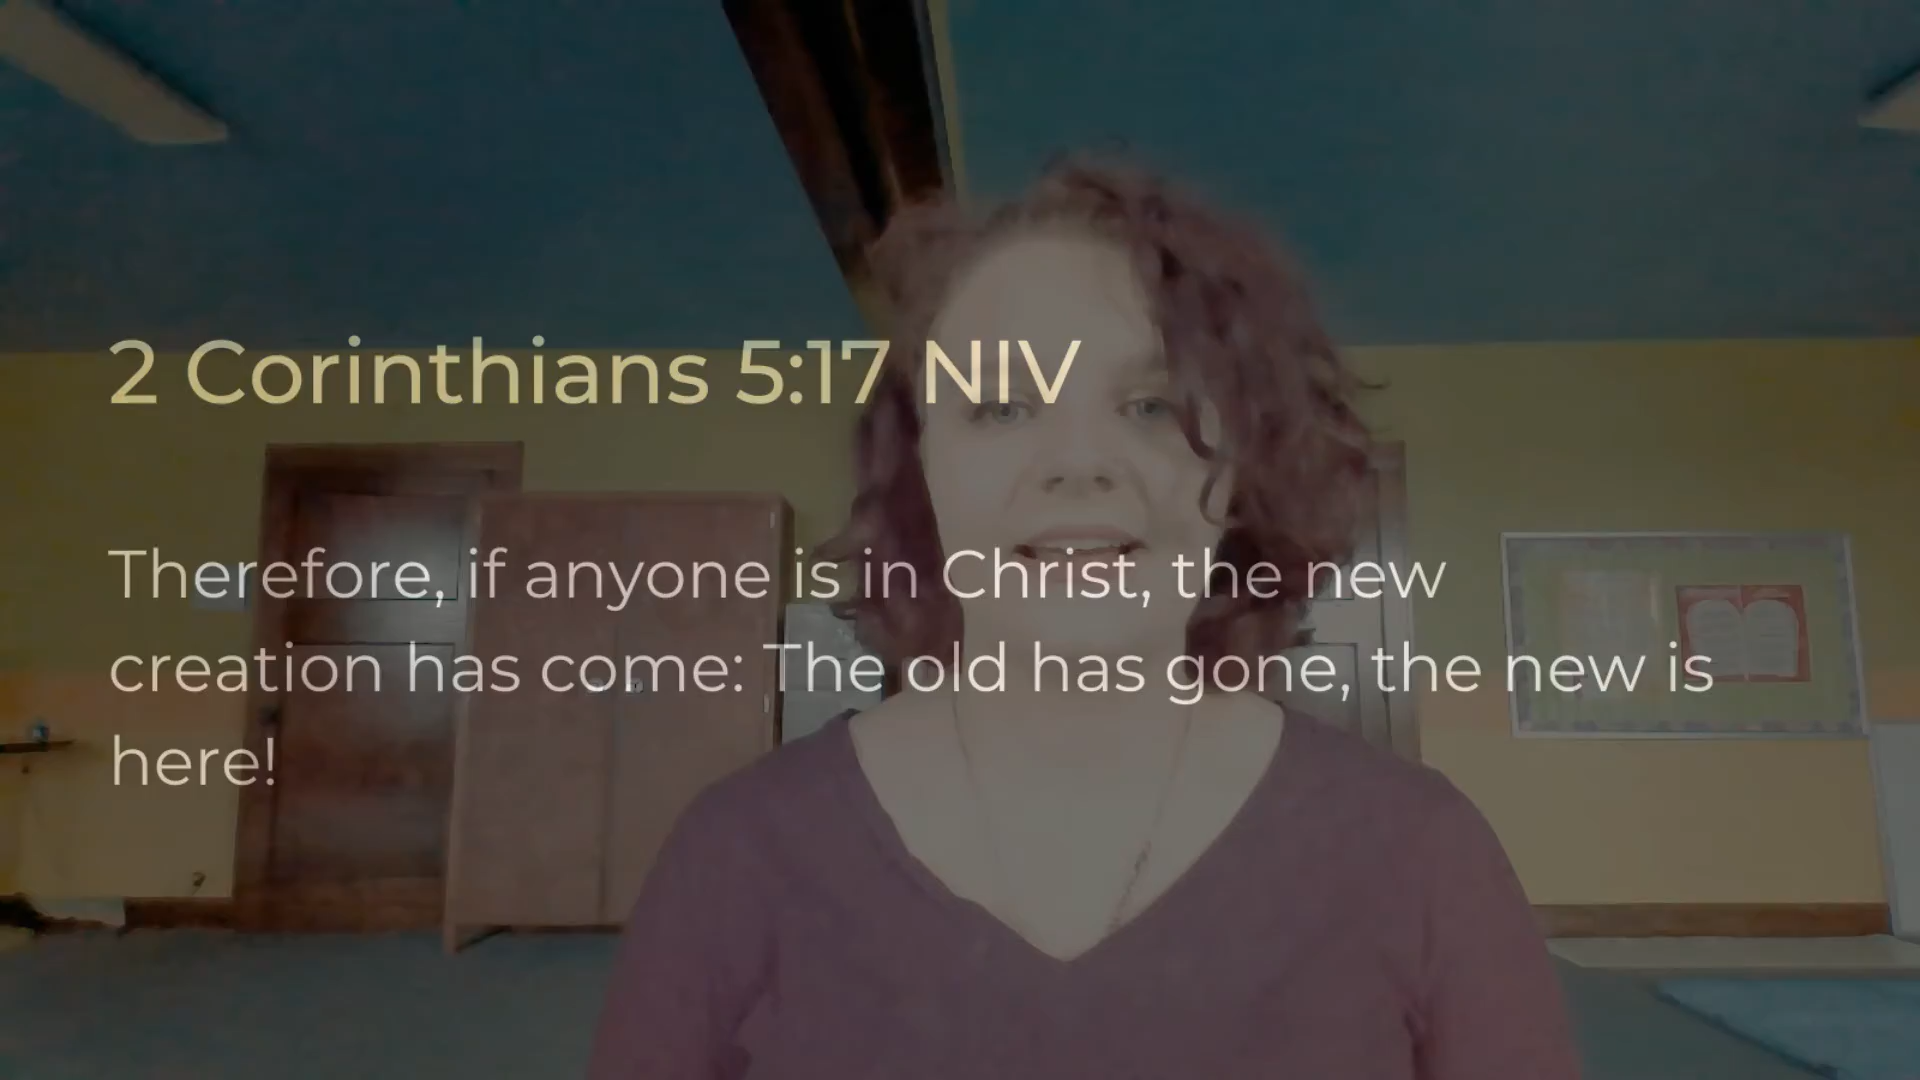 2 Corinthians 5:17 NIV
Therefore, if anyone is in Christ, the new
creation has come: The old has gone, the new is
here!